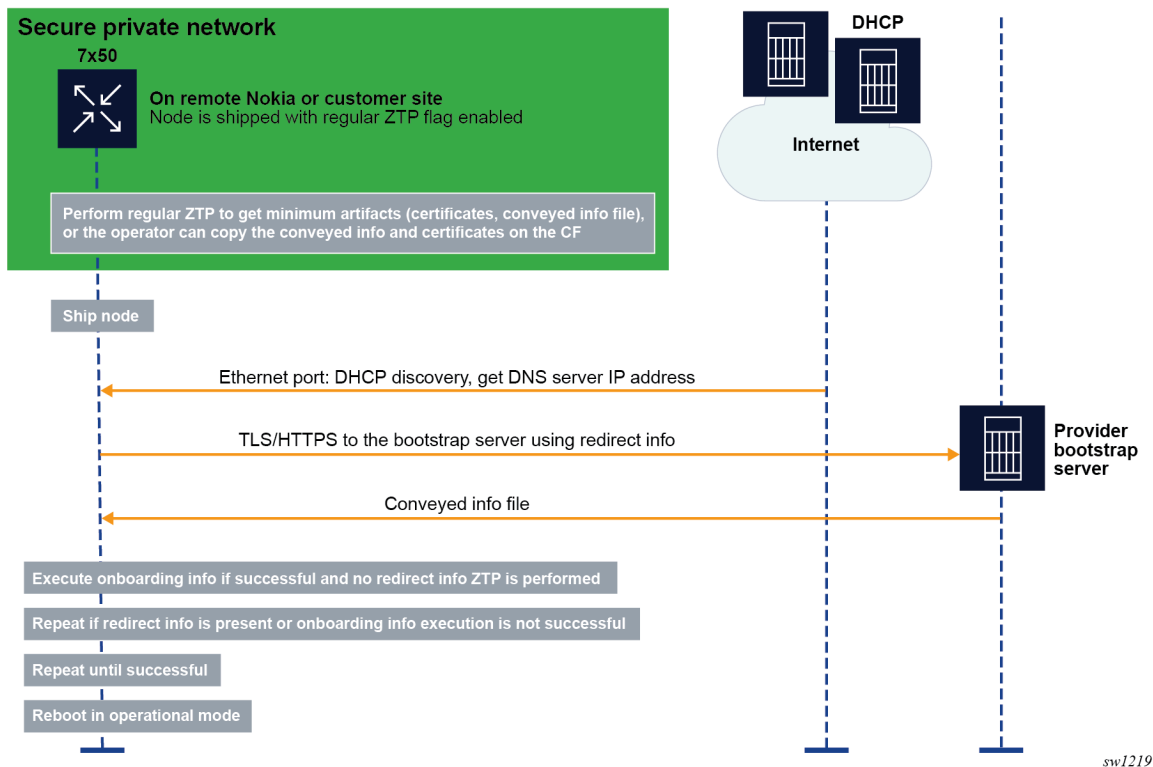 Secure private network
7x50
On remote Nokia or customer site
Node is shipped with regular ZTP flag enabled
DHCP
Internet
Perform regular ZTP to get minimum artifacts (certificates, conveyed info file),
or the operator can copy the conveyed info and certificates on the CF
Ship node
Ethernet port: DHCP discovery, get DNS server IP address
TLS/HTTPS to the bootstrap server using redirect info
Provider
bootstrap
server
Conveyed info file
Execute onboarding info if successful and no redirect info ZTP is performed
Repeat if redirect info is present or onboarding info execution is not successful
Repeat until successful
Reboot in operational mode
sw1219